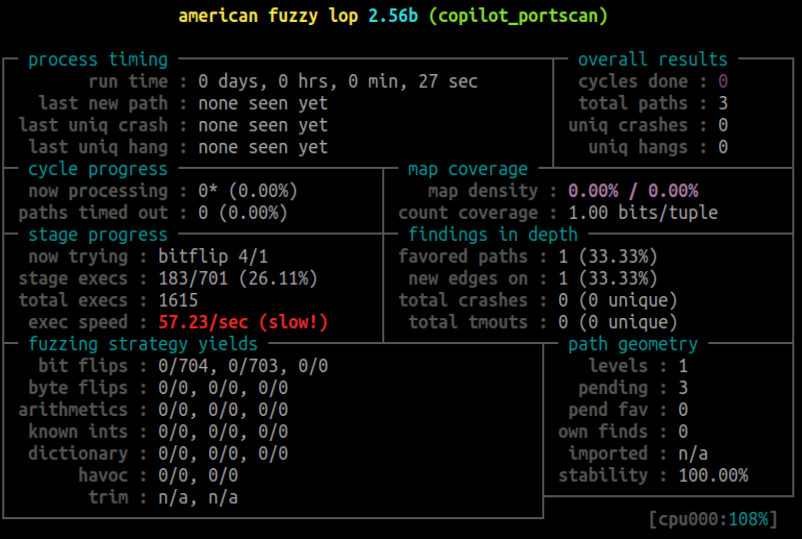 american fuzzy lop 2.56b (copilot_portscan)
process timing
run time : 0 days, 0 hrs, 0 min, 27 sec
last new path : none seen yet
last uniq crash : none seen yet
last uniq hang : none seen yet
overall results
cycles done : 0
total paths : 3
uniq crashes : 0
uniq hangs : 0
cycle progress
now processing : 0* (0.00%)
paths timed out : 0 (0.00%)
map coverage
map density : 0.00% / 0.00%
count coverage : 1.00 bits/tuple
stage progress
now trying : bitflip 4/1
stage execs : 183/701 (26.11%)
total execs : 1615
exec speed : 57.23/sec (slow!)
findings in depth
favored paths : 1 (33.33%)
new edges on : 1 (33.33%)
total crashes : 0 (0 unique)
total tmouts : 0 (0 unique)
fuzzing strategy yields
bit flips : 0/704, 0/703, 0/0
byte flips : 0/0, 0/0, 0/0
arithmetics : 0/0, 0/0, 0/0
known ints : 0/0, 0/0, 0/0
dictionary : 0/0, 0/0, 0/0
havoc : 0/0, 0/0
trim : n/a, n/a
path geometry
levels : 1
pending : 3
pend fav : 0
own finds : 0
imported : n/a
stability : 100.00%
[cpu000:108%]